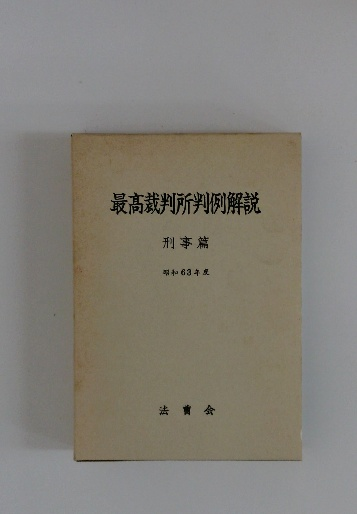 最高裁判所判例解説
刑事篇
昭和63年度
法曹会